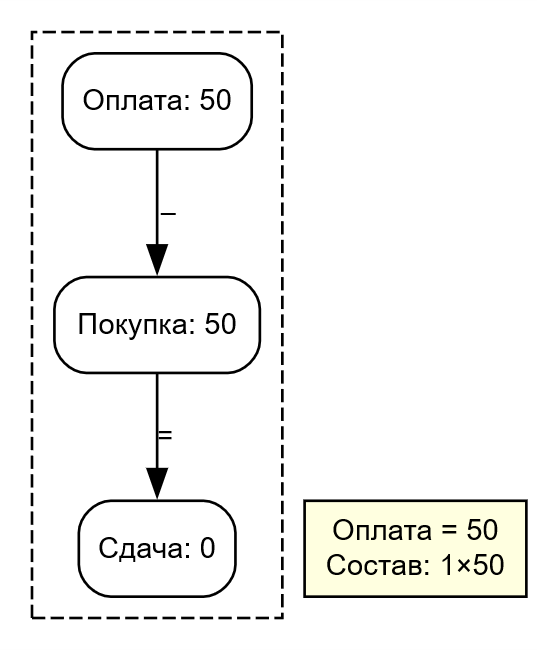 Оплата: 50
–
Покупка: 50
=
Сдача: 0
Оплата = 50
Состав: 1×50